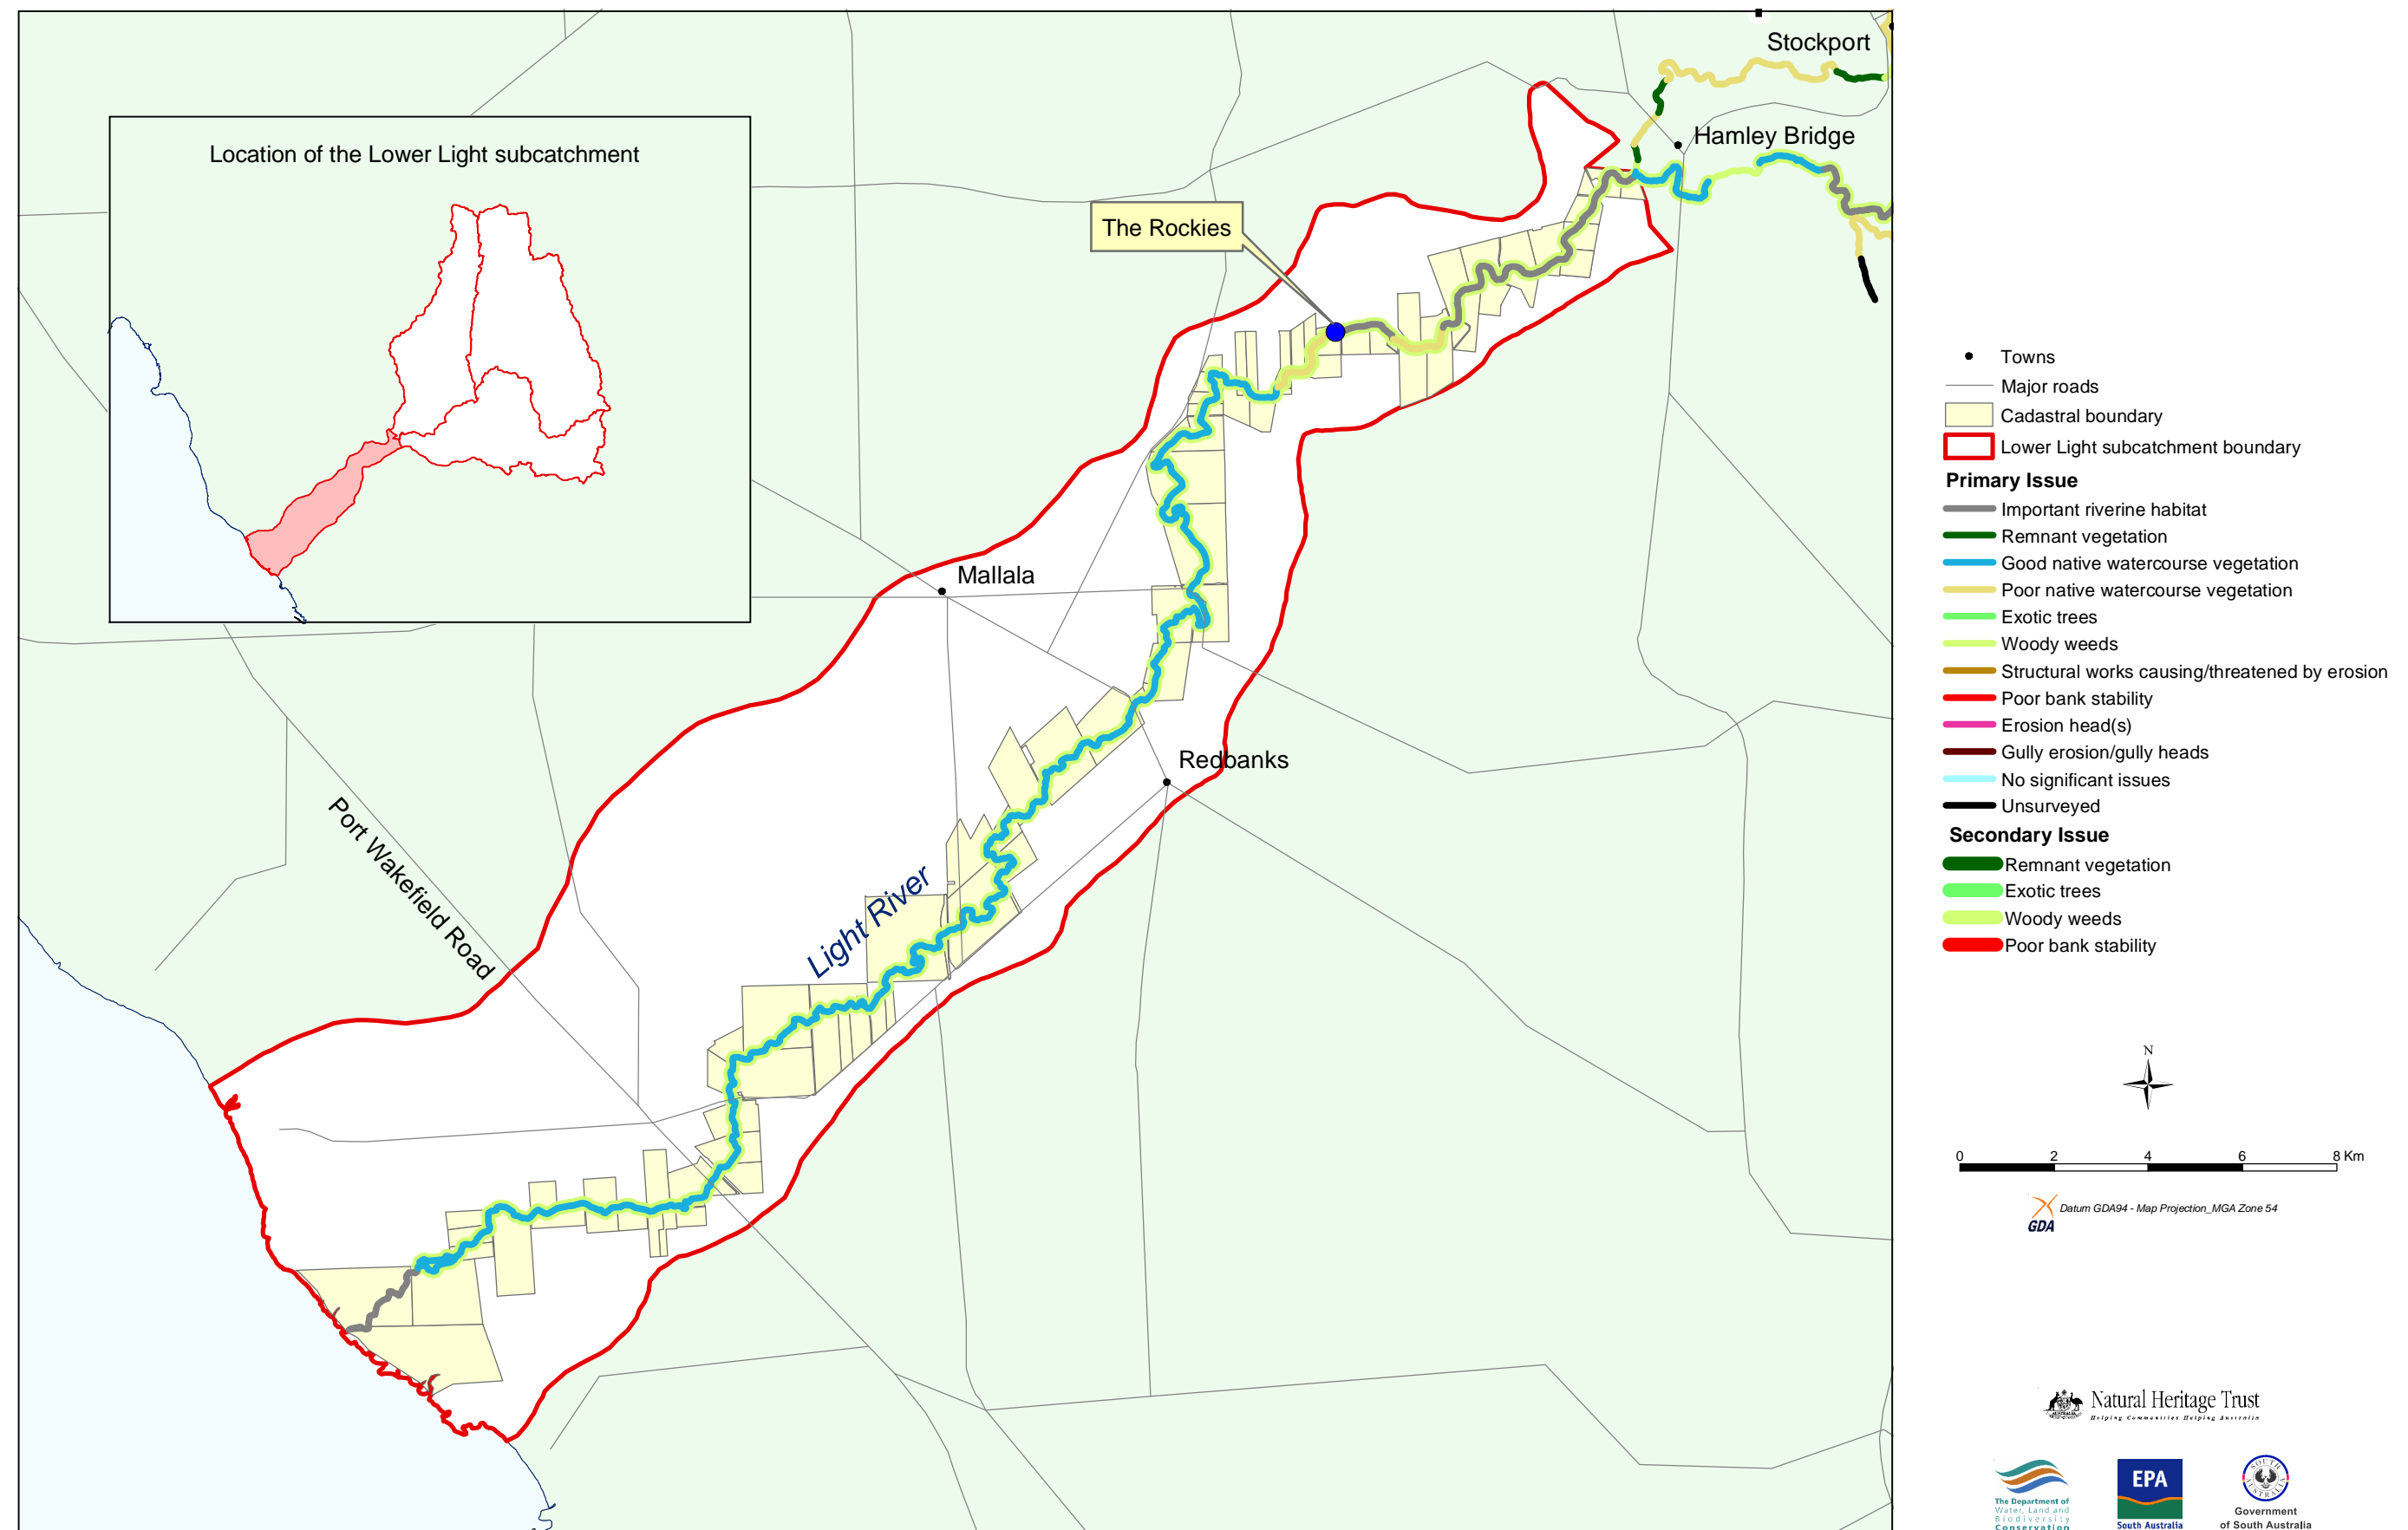 Stockport
Hamley Bridge
Location of the Lower Light subcatchment
The Rockies
Mallala
Redbanks
Port Wakefield Road
Light River
Towns
Major roads
Cadastral boundary
Lower Light subcatchment boundary
Primary Issue
Important riverine habitat
Remnant vegetation
Good native watercourse vegetation
Poor native watercourse vegetation
Exotic trees
Woody weeds
Structural works causing/threatened by erosion
Poor bank stability
Erosion head(s)
Gully erosion/gully heads
No significant issues
Unsurveyed
Secondary Issue
Remnant vegetation
Exotic trees
Woody weeds
Poor bank stability
N
0 2 4 6 8 Km
GDA
Datum GDA94 - Map Projection_MGA Zone 54
Natural Heritage Trust
Helping Communities Helping Australia
The Department of
Water, Land and
Biodiversity
Conservation
EPA
South Australia
Government
of South Australia